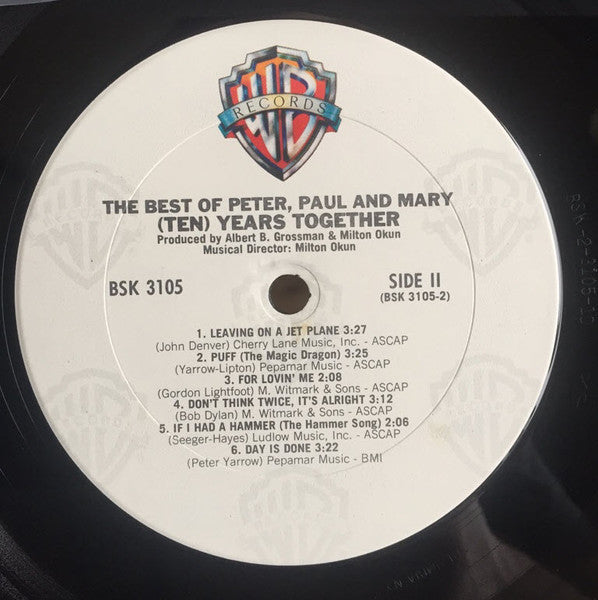 WB
RECORDS
THE BEST OF PETER, PAUL AND MARY
(TEN) YEARS TOGETHER
Produced by Albert B. Grossman & Milton Okun
Musical Director: Milton Okun
BSK 3105
SIDE II
(BSK 3105-2)
1. LEAVING ON A JET PLANE 3:27
(John Denver) Cherry Lane Music, Inc. - ASCAP
2. PUFF (The Magic Dragon) 3:25
(Yarrow-Lipton) Pepamar Music - ASCAP
3. FOR LOVIN' ME 2:08
(Gordon Lightfoot) M. Witmark & Sons - ASCAP
4. DON'T THINK TWICE, IT'S ALRIGHT 3:12
(Bob Dylan) M. Witmark & Sons - ASCAP
5. IF I HAD A HAMMER (The Hammer Song) 2:06
(Seeger-Hayes) Ludlow Music, Inc. - ASCAP
6. DAY IS DONE 3:22
(Peter Yarrow) Pepamar Music - BMI